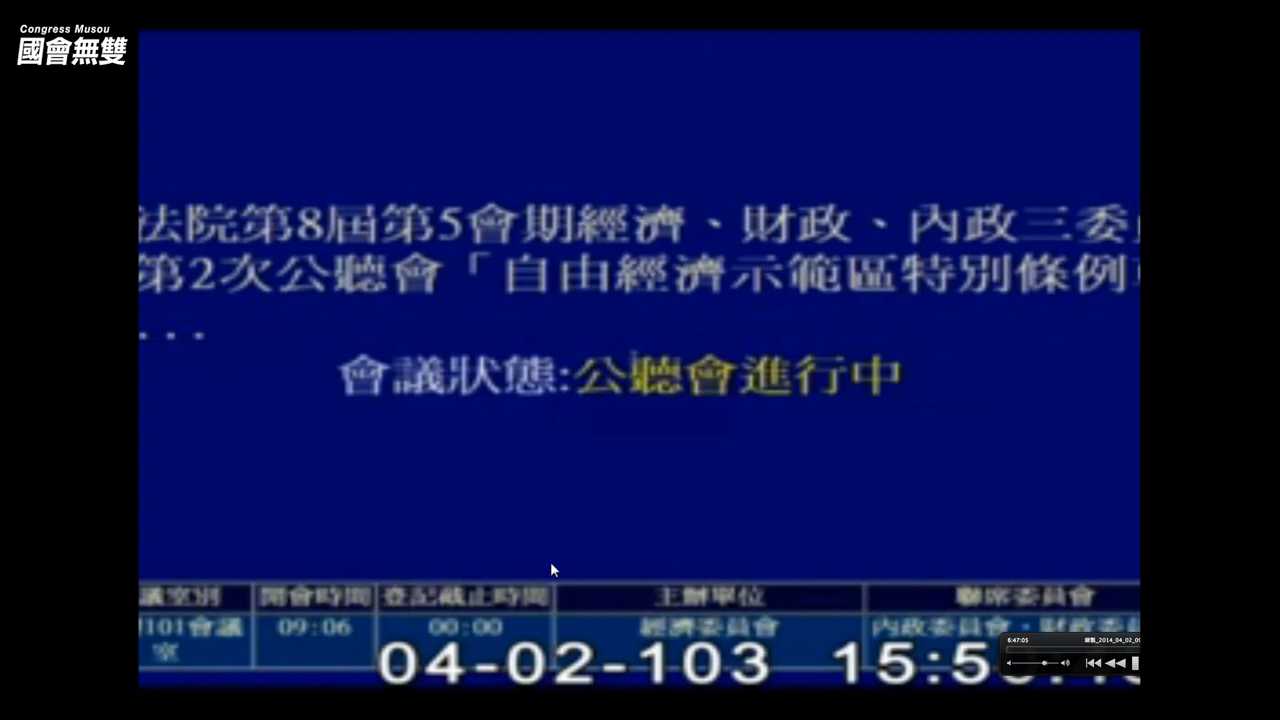 Congress Musou
國會無雙
法院第8屆第5會期經濟、財政、內政三委
第2次公聽會「自由經濟示範區特別條例
...
會議狀態:公聽會進行中
議室別 開會時間 登記截止時間 主辦單位 聯席委員會
101會議室 09:06 00:00 經濟委員會 內政委員會,財政委員
04-02-103 15:5
6:47:05